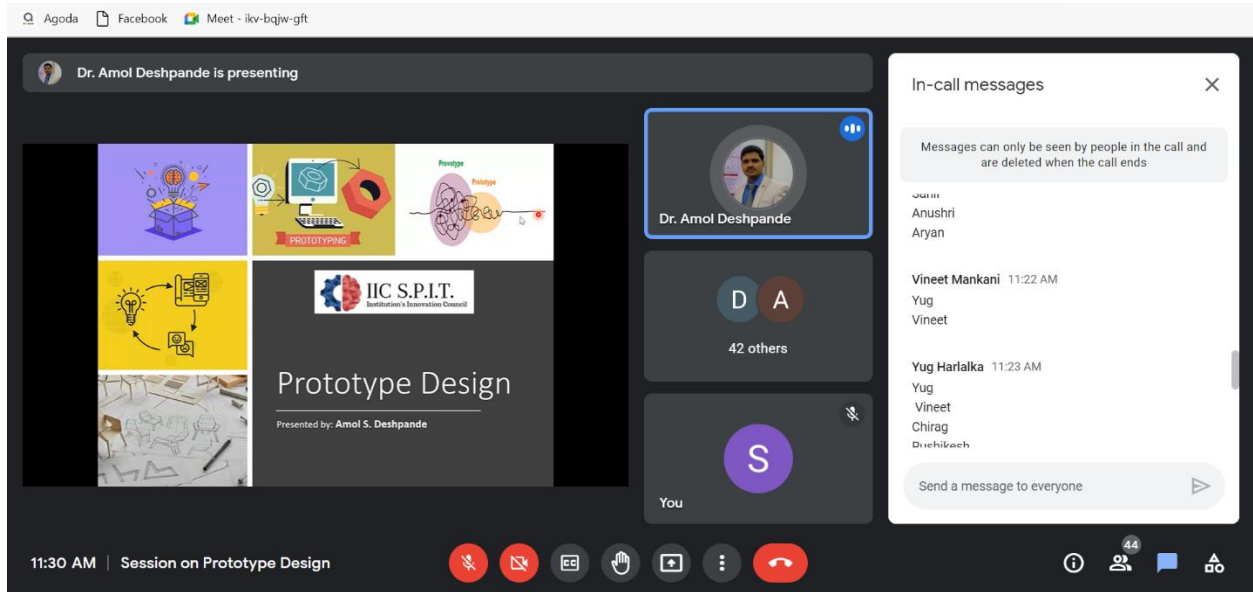 Agoda
Facebook
Meet - ikv-bqjw-gft
Dr. Amol Deshpande is presenting
PROTOTYPING
Provotype
Prototype
IIC S.P.I.T.
Institution's Innovation Council
Prototype Design
Presented by: Amol S. Deshpande
Dr. Amol Deshpande
D A
42 others
S
You
In-call messages
Messages can only be seen by people in the call and
are deleted when the call ends
Anushri
Aryan
Vineet Mankani 11:22 AM
Yug
Vineet
Yug Harlalka 11:23 AM
Yug
Vineet
Chirag
Rushikesh
Send a message to everyone
11:30 AM | Session on Prototype Design
CC
44